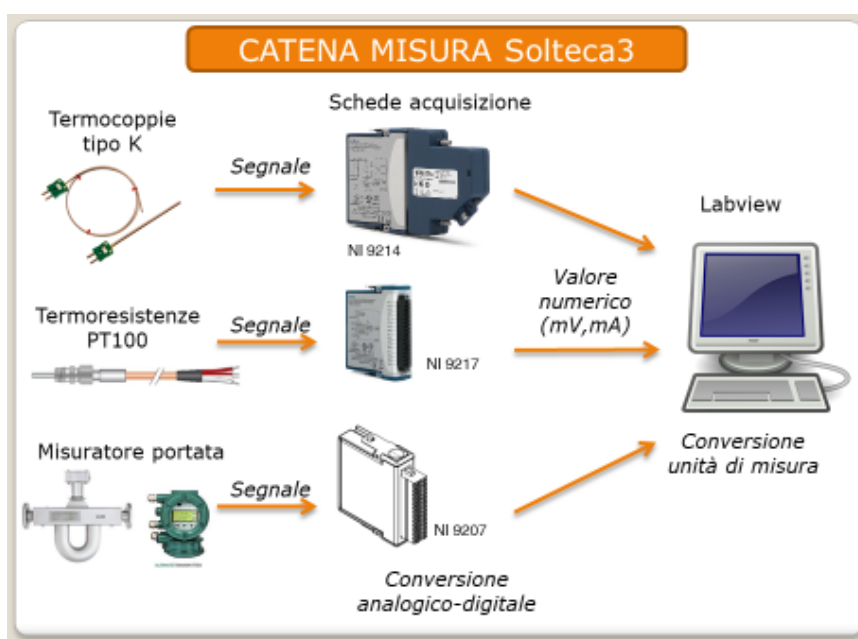 CATENA MISURA Solteca3
Termocoppie
tipo K
Segnale
Schede acquisizione
NI 9214
Termoresistenze
PT100
Segnale
NI 9217
Misuratore portata
Segnale
NI 9207
Conversione
analogico-digitale
Valore
numerico
(mV,mA)
Labview
Conversione
unità di misura